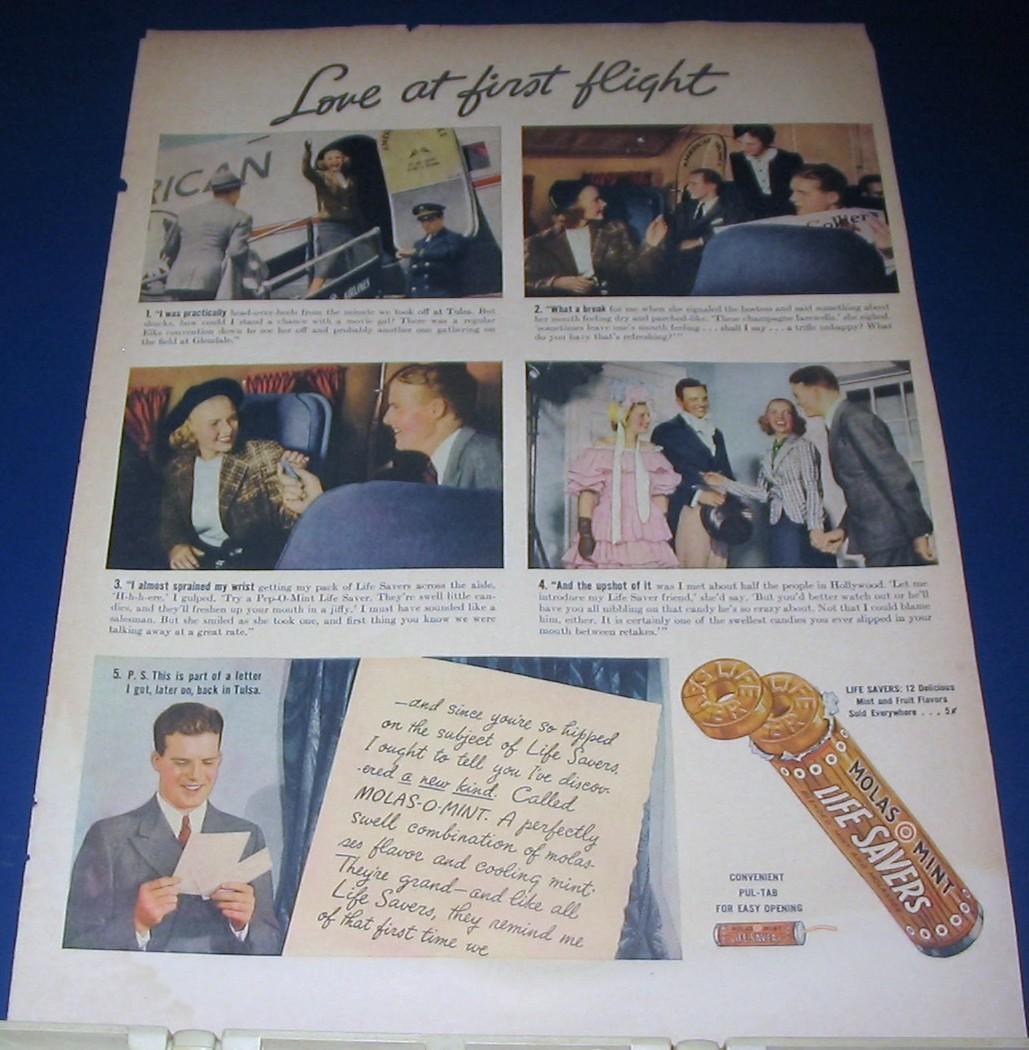 Love at first flight
RICAN
AIRLINES
Collier's
1. "I was practically head-over-heels from the minute we took off at Tulsa. But
shucks, how could I stand a chance with a movie gal? There was a regular
Elks convention down to see her off and probably another one gathering on
the field at Glendale."
2. "What a break for me when she signaled the hostess and said something about
her mouth feeling dry and parched-like. 'These champagne farewells,' she sighed,
'sometimes leave one's mouth feeling . . . shall I say . . . a trifle unhappy? What
do you have that's refreshing?'"
3. "I almost sprained my wrist getting my pack of Life Savers across the aisle.
'H-h-h-ere,' I gulped, 'Try a Pep-O-Mint Life Saver. They're swell little can-
dies, and they'll freshen up your mouth in a jiffy.' I must have sounded like a
salesman. But she smiled as she took one, and first thing you know we were
talking away at a great rate."
4. "And the upshot of it was I met about half the people in Hollywood. 'Let me
introduce my Life Saver friend,' she'd say. 'But you'd better watch out or he'll
have you all nibbling on that candy he's so crazy about. Not that I could blame
him, either. It is certainly one of the swellest candies you ever slipped in your
mouth between retakes.'"
5. P. S. This is part of a letter
I got, later on, back in Tulsa.
—and since you're so hipped
on the subject of Life Savers,
I ought to tell you I've discov-
ered a new kind. Called
MOLAS-O-MINT. A perfectly
swell combination of molas-
ses flavor and cooling mint.
They're grand—and like all
Life Savers, they remind me
of that first time we
LIFE SAVERS: 12 Delicious
Mint and Fruit Flavors
Sold Everywhere . . . 5¢
MOLAS O MINT
LIFE SAVERS
CONVENIENT
PUL-TAB
FOR EASY OPENING